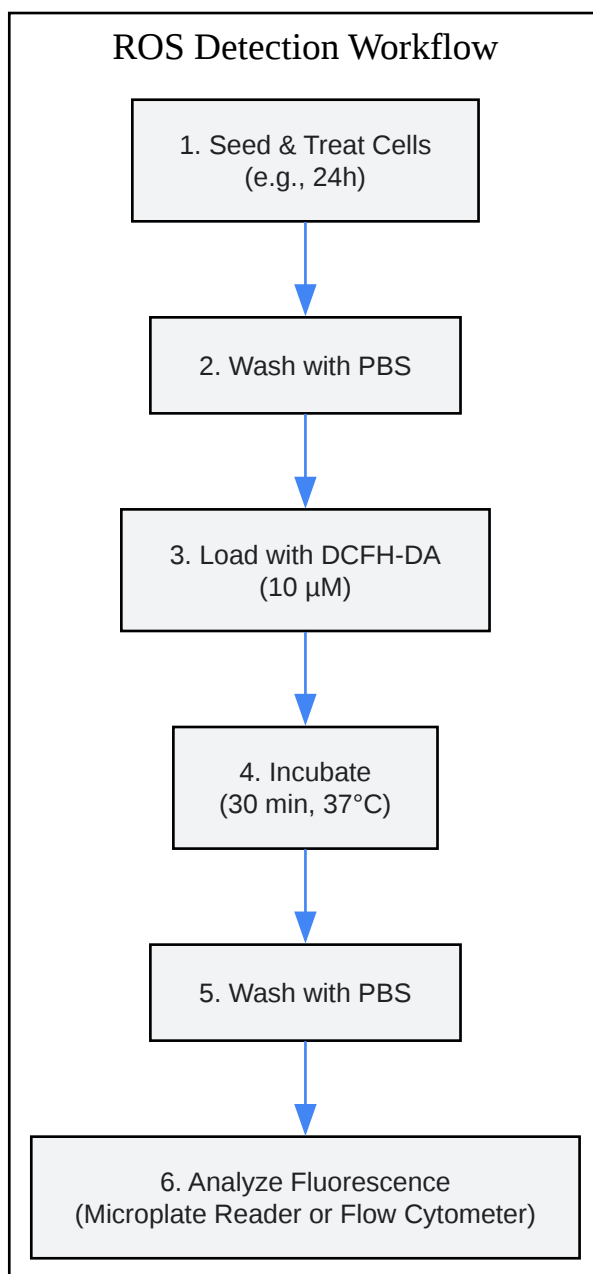 ROS Detection Workflow
1. Seed & Treat Cells
(e.g., 24h)
2. Wash with PBS
3. Load with DCFH-DA
(10 µM)
4. Incubate
(30 min, 37°C)
5. Wash with PBS
6. Analyze Fluorescence
(Microplate Reader or Flow Cytometer)